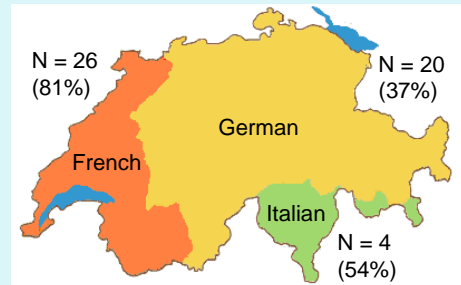 N = 26
(81%)
N = 20
(37%)
German
French
Italian
N = 4
(54%)